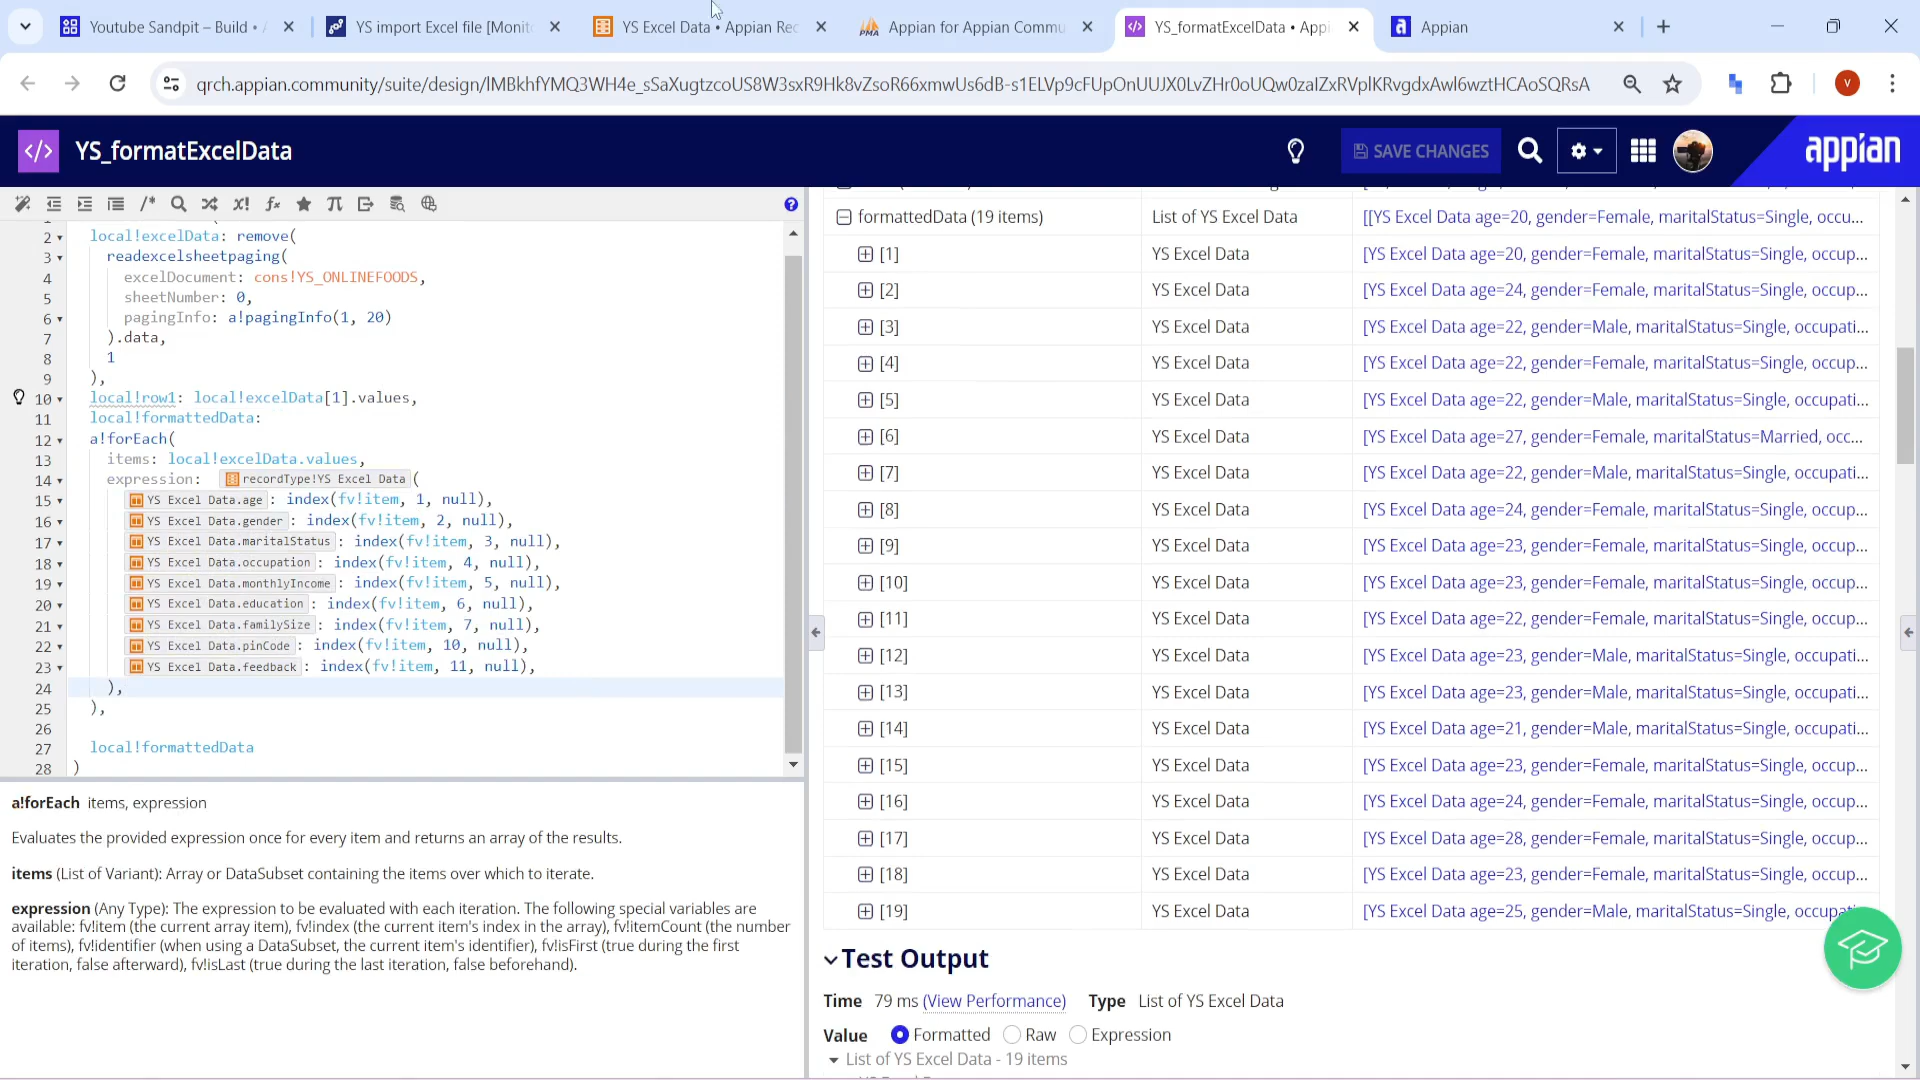 Youtube Sandpit – Build • A
YS import Excel file [Monito
YS Excel Data • Appian Rec
Appian for Appian Commu
YS_formatExcelData • Appi
Appian
qrch.appian.community/suite/design/
YS_formatExcelData
SAVE CHANGES
appian
2 local!excelData: remove(
3 readexcelsheetpaging(
4 excelDocument: cons!YS_ONLINEFOODS,
5 sheetNumber: 0,
6 pagingInfo: a!pagingInfo(1, 20)
7 ).data,
8 1
9 ),
10 local!row1: local!excelData[1].values,
11 local!formattedData:
12 a!forEach(
13 items: local!excelData.values,
14 expression: recordType!YS Excel Data (
15 YS Excel Data.age : index(fv!item, 1, null),
16 YS Excel Data.gender : index(fv!item, 2, null),
17 YS Excel Data.maritalStatus : index(fv!item, 3, null),
18 YS Excel Data.occupation : index(fv!item, 4, null),
19 YS Excel Data.monthlyIncome : index(fv!item, 5, null),
20 YS Excel Data.education : index(fv!item, 6, null),
21 YS Excel Data.familySize : index(fv!item, 7, null),
22 YS Excel Data.pinCode : index(fv!item, 10, null),
23 YS Excel Data.feedback : index(fv!item, 11, null),
24 ),
25 ),
26
27 local!formattedData
28 )
a!forEach items, expression
Evaluates the provided expression once for every item and returns an array of the results.
items (List of Variant): Array or DataSubset containing the items over which to iterate.
expression (Any Type): The expression to be evaluated with each iteration. The following special variables are
available: fv!item (the current array item), fv!index (the current item's index in the array), fv!itemCount (the number
of items), fv!identifier (when using a DataSubset, the current item's identifier), fv!isFirst (true during the first
iteration, false afterward), fv!isLast (true during the last iteration, false beforehand).
formattedData (19 items) List of YS Excel Data [[YS Excel Data age=20, gender=Female, maritalStatus=Single, occu...
[1] YS Excel Data [YS Excel Data age=20, gender=Female, maritalStatus=Single, occup...
[2] YS Excel Data [YS Excel Data age=24, gender=Female, maritalStatus=Single, occup...
[3] YS Excel Data [YS Excel Data age=22, gender=Male, maritalStatus=Single, occupati...
[4] YS Excel Data [YS Excel Data age=22, gender=Female, maritalStatus=Single, occup...
[5] YS Excel Data [YS Excel Data age=22, gender=Male, maritalStatus=Single, occupati...
[6] YS Excel Data [YS Excel Data age=27, gender=Female, maritalStatus=Married, occ...
[7] YS Excel Data [YS Excel Data age=22, gender=Male, maritalStatus=Single, occupati...
[8] YS Excel Data [YS Excel Data age=24, gender=Female, maritalStatus=Single, occup...
[9] YS Excel Data [YS Excel Data age=23, gender=Female, maritalStatus=Single, occup...
[10] YS Excel Data [YS Excel Data age=23, gender=Female, maritalStatus=Single, occup...
[11] YS Excel Data [YS Excel Data age=22, gender=Female, maritalStatus=Single, occup...
[12] YS Excel Data [YS Excel Data age=23, gender=Male, maritalStatus=Single, occupati...
[13] YS Excel Data [YS Excel Data age=23, gender=Male, maritalStatus=Single, occupati...
[14] YS Excel Data [YS Excel Data age=21, gender=Male, maritalStatus=Single, occupati...
[15] YS Excel Data [YS Excel Data age=23, gender=Female, maritalStatus=Single, occup...
[16] YS Excel Data [YS Excel Data age=24, gender=Female, maritalStatus=Single, occup...
[17] YS Excel Data [YS Excel Data age=28, gender=Female, maritalStatus=Single, occup...
[18] YS Excel Data [YS Excel Data age=23, gender=Female, maritalStatus=Single, occup...
[19] YS Excel Data [YS Excel Data age=25, gender=Male, maritalStatus=Single, occupati...
Test Output
Time 79 ms (View Performance) Type List of YS Excel Data
Value Formatted Raw Expression
List of YS Excel Data - 19 items